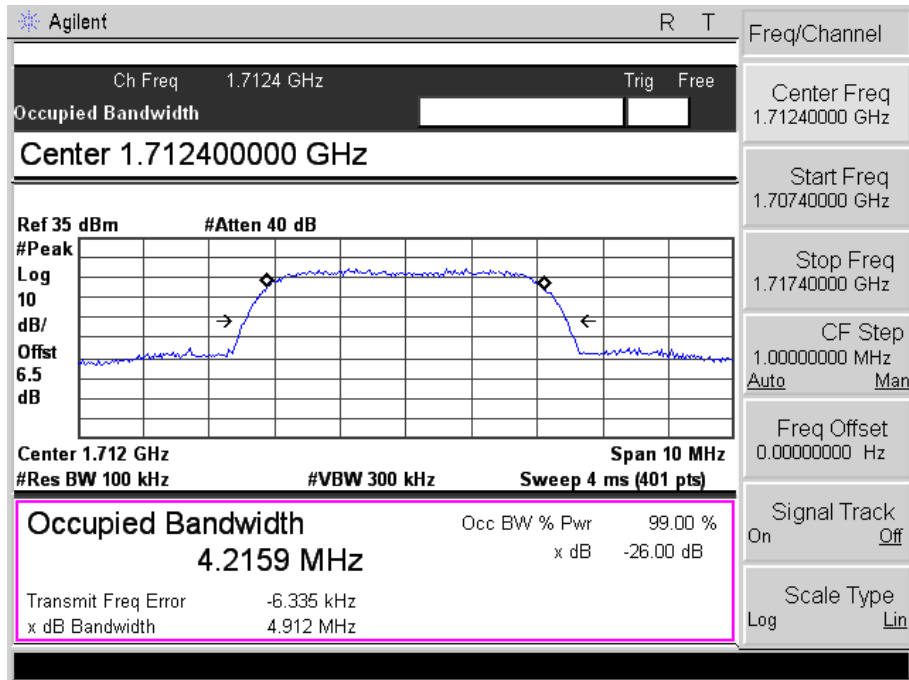 Agilent R T
Ch Freq 1.7124 GHz Trig Free
Occupied Bandwidth
Center 1.712400000 GHz
Ref 35 dBm #Atten 40 dB
#Peak
Log
10
dB/
Offst
6.5
dB
Center 1.712 GHz Span 10 MHz
#Res BW 100 kHz #VBW 300 kHz Sweep 4 ms (401 pts)
Occupied Bandwidth Occ BW % Pwr 99.00 %
4.2159 MHz x dB -26.00 dB
Transmit Freq Error -6.335 kHz
x dB Bandwidth 4.912 MHz
Freq/Channel
Center Freq
1.71240000 GHz
Start Freq
1.70740000 GHz
Stop Freq
1.71740000 GHz
CF Step
1.00000000 MHz
Auto Man
Freq Offset
0.00000000 Hz
Signal Track
On Off
Scale Type
Log Lin